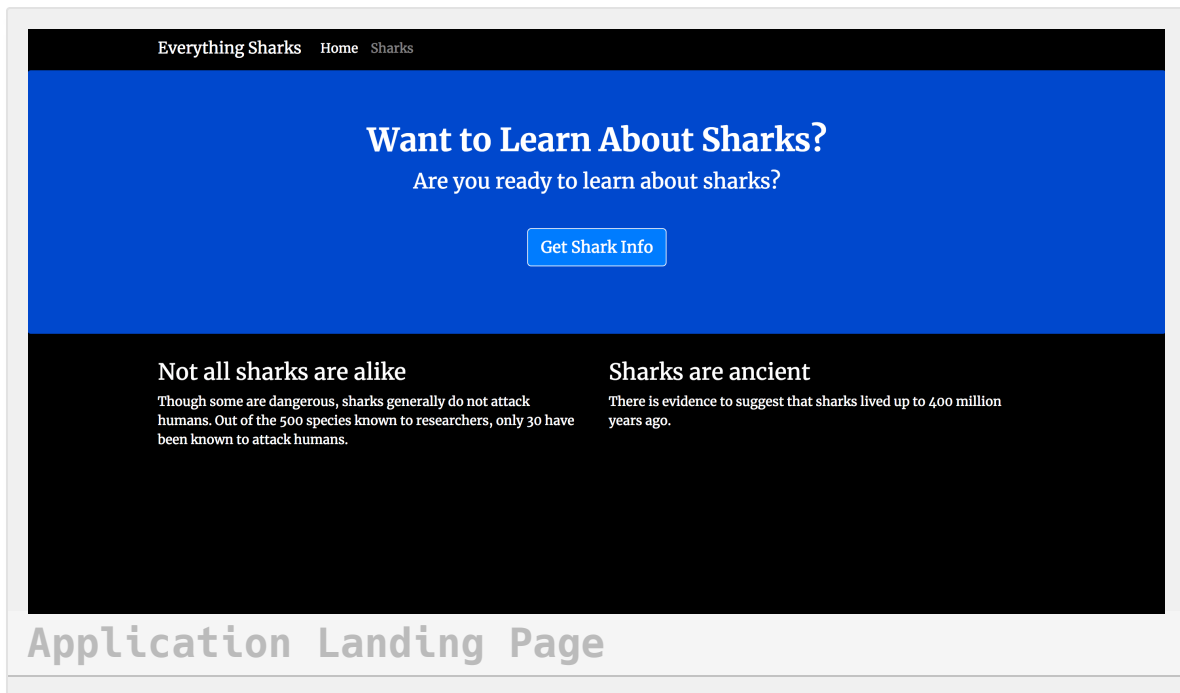 Everything Sharks Home Sharks
Want to Learn About Sharks?
Are you ready to learn about sharks?
Get Shark Info
Not all sharks are alike
Though some are dangerous, sharks generally do not attack
humans. Out of the 500 species known to researchers, only 30 have
been known to attack humans.
Sharks are ancient
There is evidence to suggest that sharks lived up to 400 million
years ago.
Application Landing Page